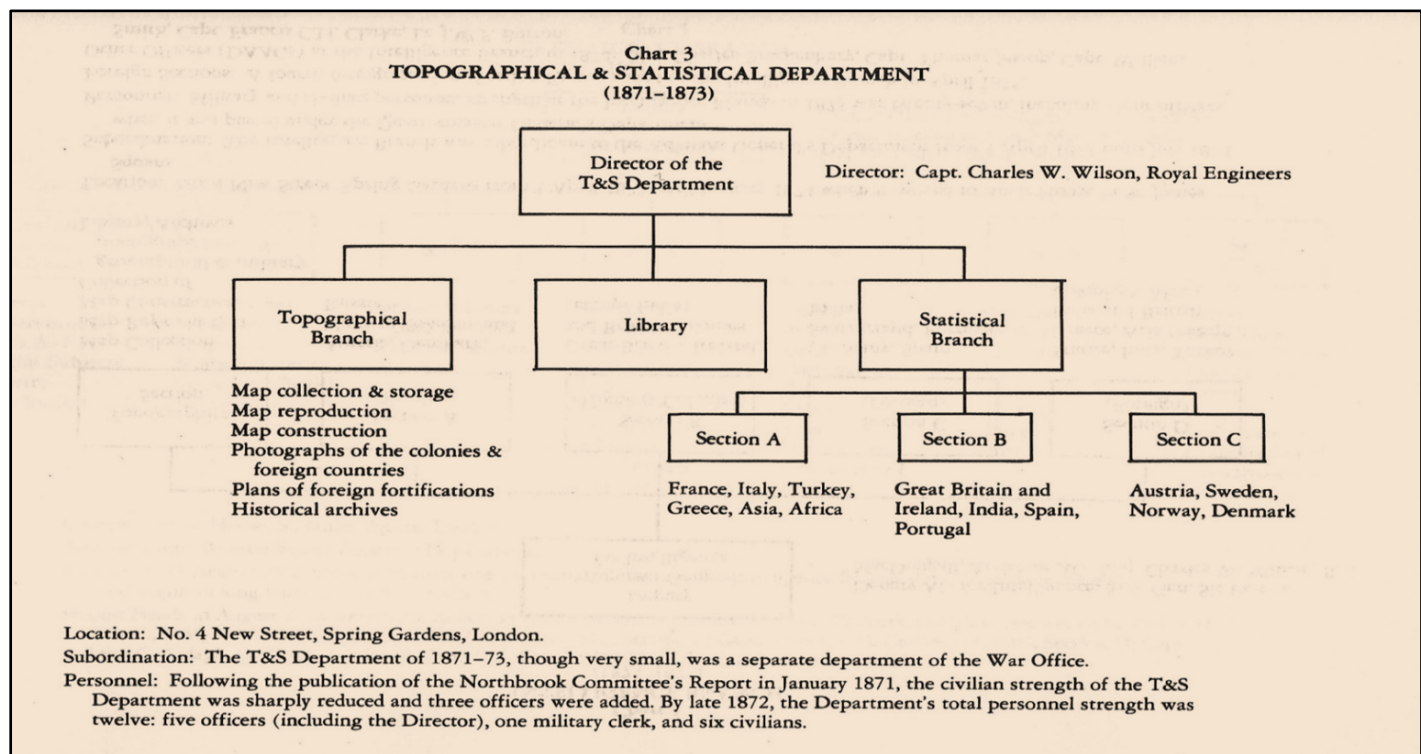 Chart 3
TOPOGRAPHICAL & STATISTICAL DEPARTMENT
(1871–1873)
Director of the
T&S Department
Director: Capt. Charles W. Wilson, Royal Engineers
Topographical
Branch
Library
Statistical
Branch
Map collection & storage
Map reproduction
Map construction
Photographs of the colonies &
foreign countries
Plans of foreign fortifications
Historical archives
Section A
Section B
Section C
France, Italy, Turkey,
Greece, Asia, Africa
Great Britain and
Ireland, India, Spain,
Portugal
Austria, Sweden,
Norway, Denmark
Location: No. 4 New Street, Spring Gardens, London.
Subordination: The T&S Department of 1871–73, though very small, was a separate department of the War Office.
Personnel: Following the publication of the Northbrook Committee's Report in January 1871, the civilian strength of the T&S
Department was sharply reduced and three officers were added. By late 1872, the Department's total personnel strength was
twelve: five officers (including the Director), one military clerk, and six civilians.